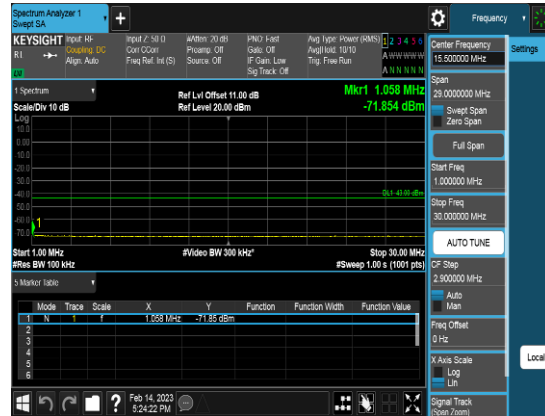 Spectrum Analyzer 1
Swept SA
Frequency
KEYSIGHT
R1
LXI
Input: RF
Coupling: DC
Align: Auto
Input Z: 50 Ω
Corr CCorr
Freq Ref: Int (S)
#Atten: 20 dB
Preamp: Off
Source: Off
PNO: Fast
Gate: Off
IF Gain: Low
Sig Track: Off
Avg Type: Power (RMS)
Avg|Hold: 10/10
Trig: Free Run
1 2 3 4 5 6
A W W W W W
A N N N N N
1 Spectrum
Scale/Div 10 dB
Ref Lvl Offset 11.00 dB
Ref Level 20.00 dBm
Mkr1 1.058 MHz
-71.854 dBm
Log
10.0
0.00
-10.0
-20.0
-30.0
-40.0
-50.0
-60.0
-70.0
DL1 -43.00 dBm
1
Start 1.00 MHz
#Res BW 100 kHz
#Video BW 300 kHz*
Stop 30.00 MHz
#Sweep 1.00 s (1001 pts)
5 Marker Table
Mode Trace Scale X Y Function Function Width Function Value
1 N 1 f 1.058 MHz -71.85 dBm
2
3
4
5
6
Feb 14, 2023
5:24:22 PM
Center Frequency
15.500000 MHz
Settings
Span
29.0000000 MHz
Swept Span
Zero Span
Full Span
Start Freq
1.000000 MHz
Stop Freq
30.000000 MHz
AUTO TUNE
CF Step
2.900000 MHz
Auto
Man
Freq Offset
0 Hz
X Axis Scale
Log
Lin
Local
Signal Track
(Span Zoom)